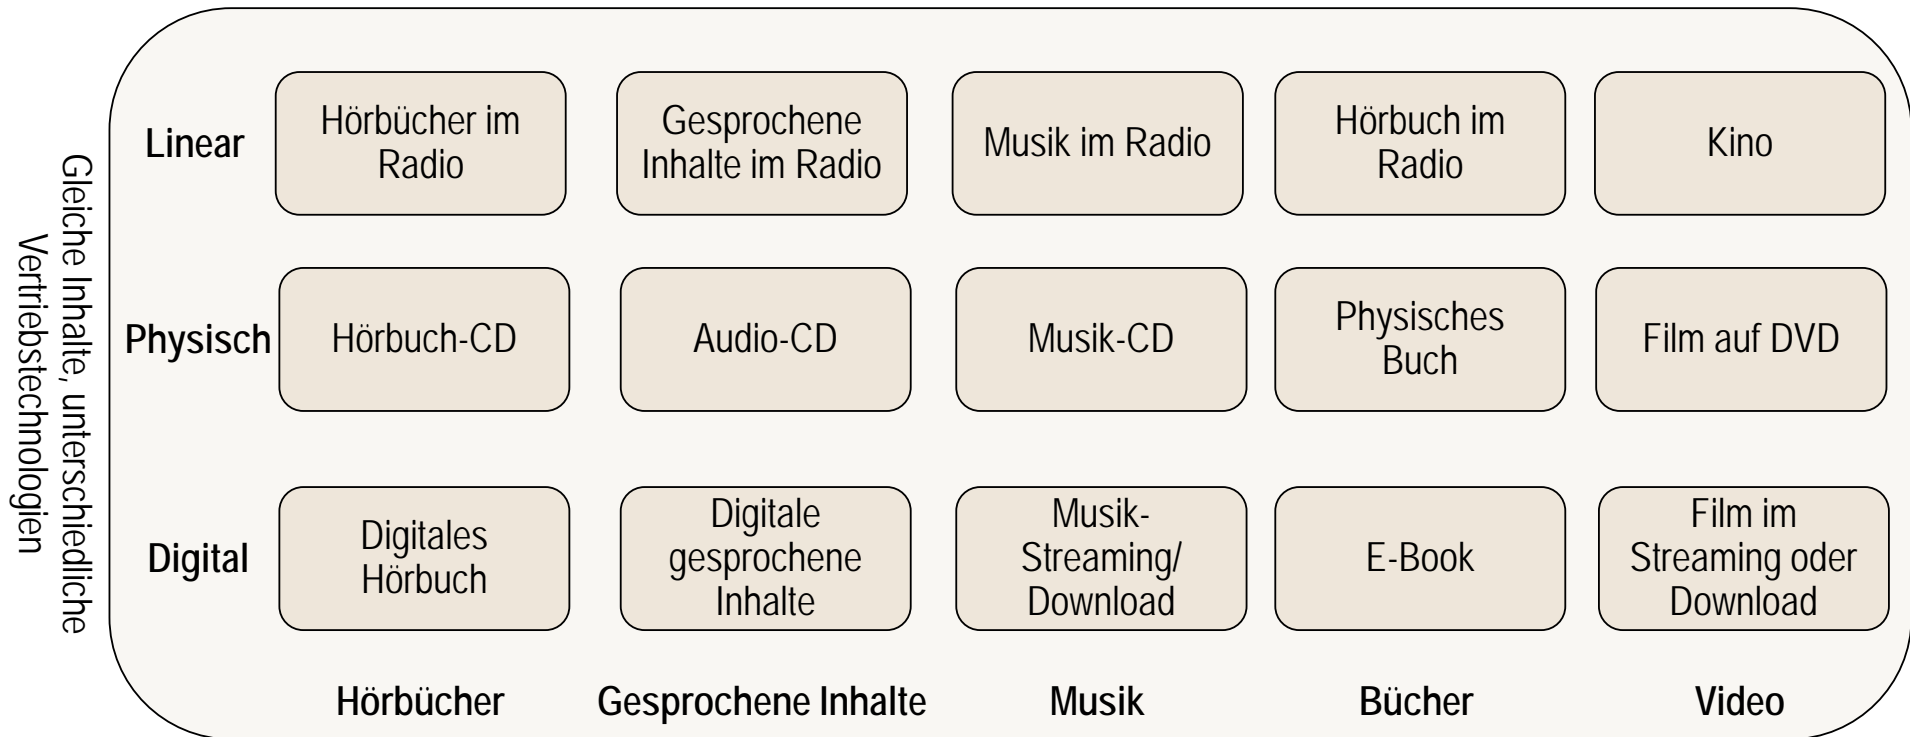 Gleiche Inhalte, unterschiedliche
Vertriebstechnologien
Linear
Hörbücher im
Radio
Gesprochene
Inhalte im Radio
Musik im Radio
Hörbuch im
Radio
Kino
Physisch
Hörbuch-CD
Audio-CD
Musik-CD
Physisches
Buch
Film auf DVD
Digital
Digitales
Hörbuch
Digitale
gesprochene
Inhalte
Musik-
Streaming/
Download
E-Book
Film im
Streaming oder
Download
Hörbücher
Gesprochene Inhalte
Musik
Bücher
Video